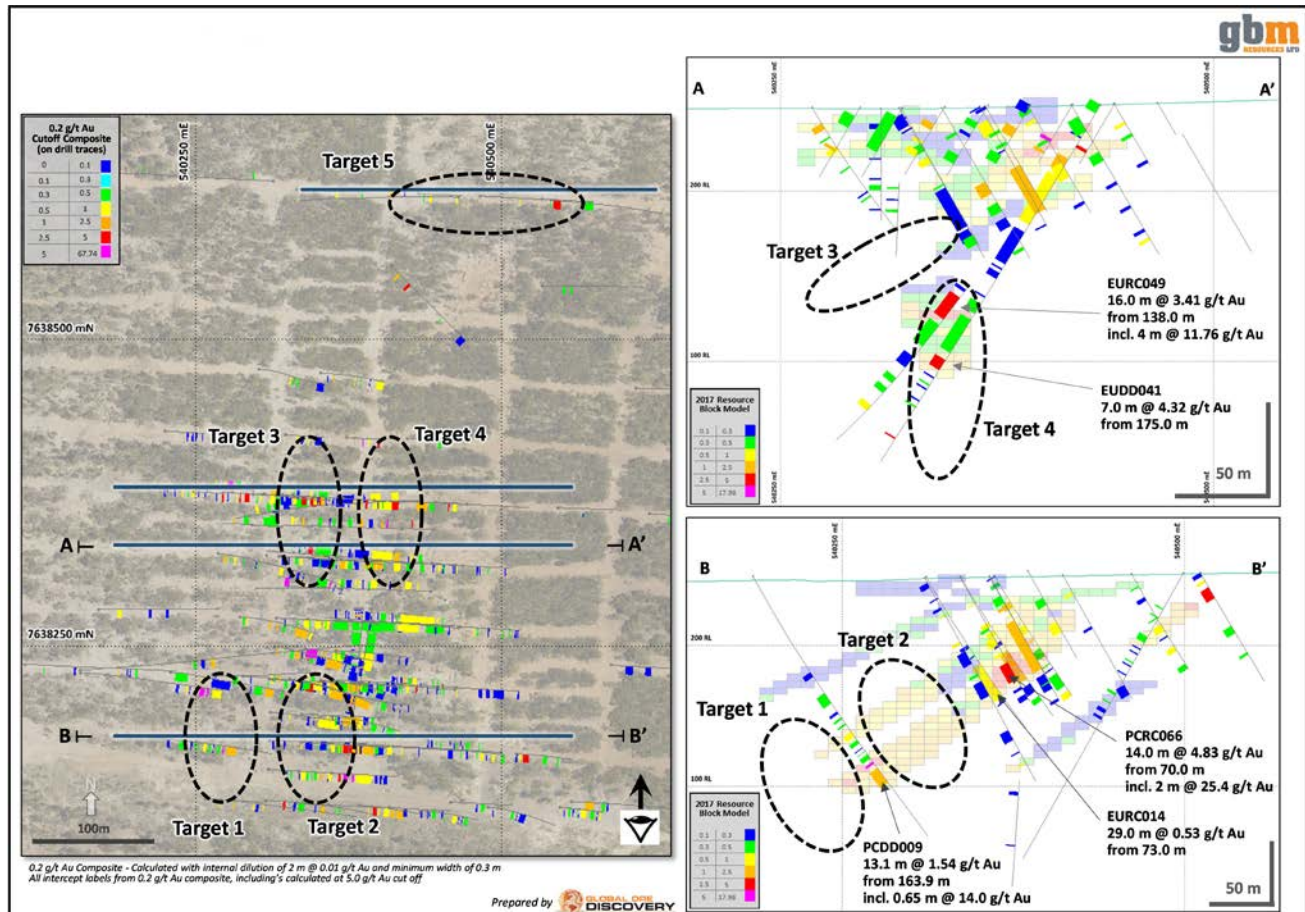 gbm
RESOURCES LTD
0.2 g/t Au
Cutoff Composite
(on drill traces)
0 0.1
0.1 0.3
0.3 0.5
0.5 1
1 2.5
2.5 5
5 67.74
540250 mE
540500 mE
Target 5
7638500 mN
Target 3
Target 4
A
A'
7638250 mN
B
B'
N
100m
Target 1
Target 2
0.2 g/t Au Composite - Calculated with internal dilution of 2 m @ 0.01 g/t Au and minimum width of 0.3 m
All intercept labels from 0.2 g/t Au composite, including's calculated at 5.0 g/t Au cut off
Prepared by
GLOBAL ORE
DISCOVERY
A
A'
200 RL
Target 3
EURC049
16.0 m @ 3.41 g/t Au
from 138.0 m
incl. 4 m @ 11.76 g/t Au
100 RL
EUDD041
7.0 m @ 4.32 g/t Au
from 175.0 m
2017 Resource
Block Model
0.1 0.3
0.3 0.5
0.5 1
1 2.5
2.5 5
5 17.98
Target 4
50 m
B
B'
200 RL
Target 2
Target 1
PCRC066
14.0 m @ 4.83 g/t Au
from 70.0 m
incl. 2 m @ 25.4 g/t Au
100 RL
2017 Resource
Block Model
0.1 0.3
0.3 0.5
0.5 1
1 2.5
2.5 5
5 17.98
EURC014
29.0 m @ 0.53 g/t Au
from 73.0 m
PCDD009
13.1 m @ 1.54 g/t Au
from 163.9 m
incl. 0.65 m @ 14.0 g/t Au
50 m